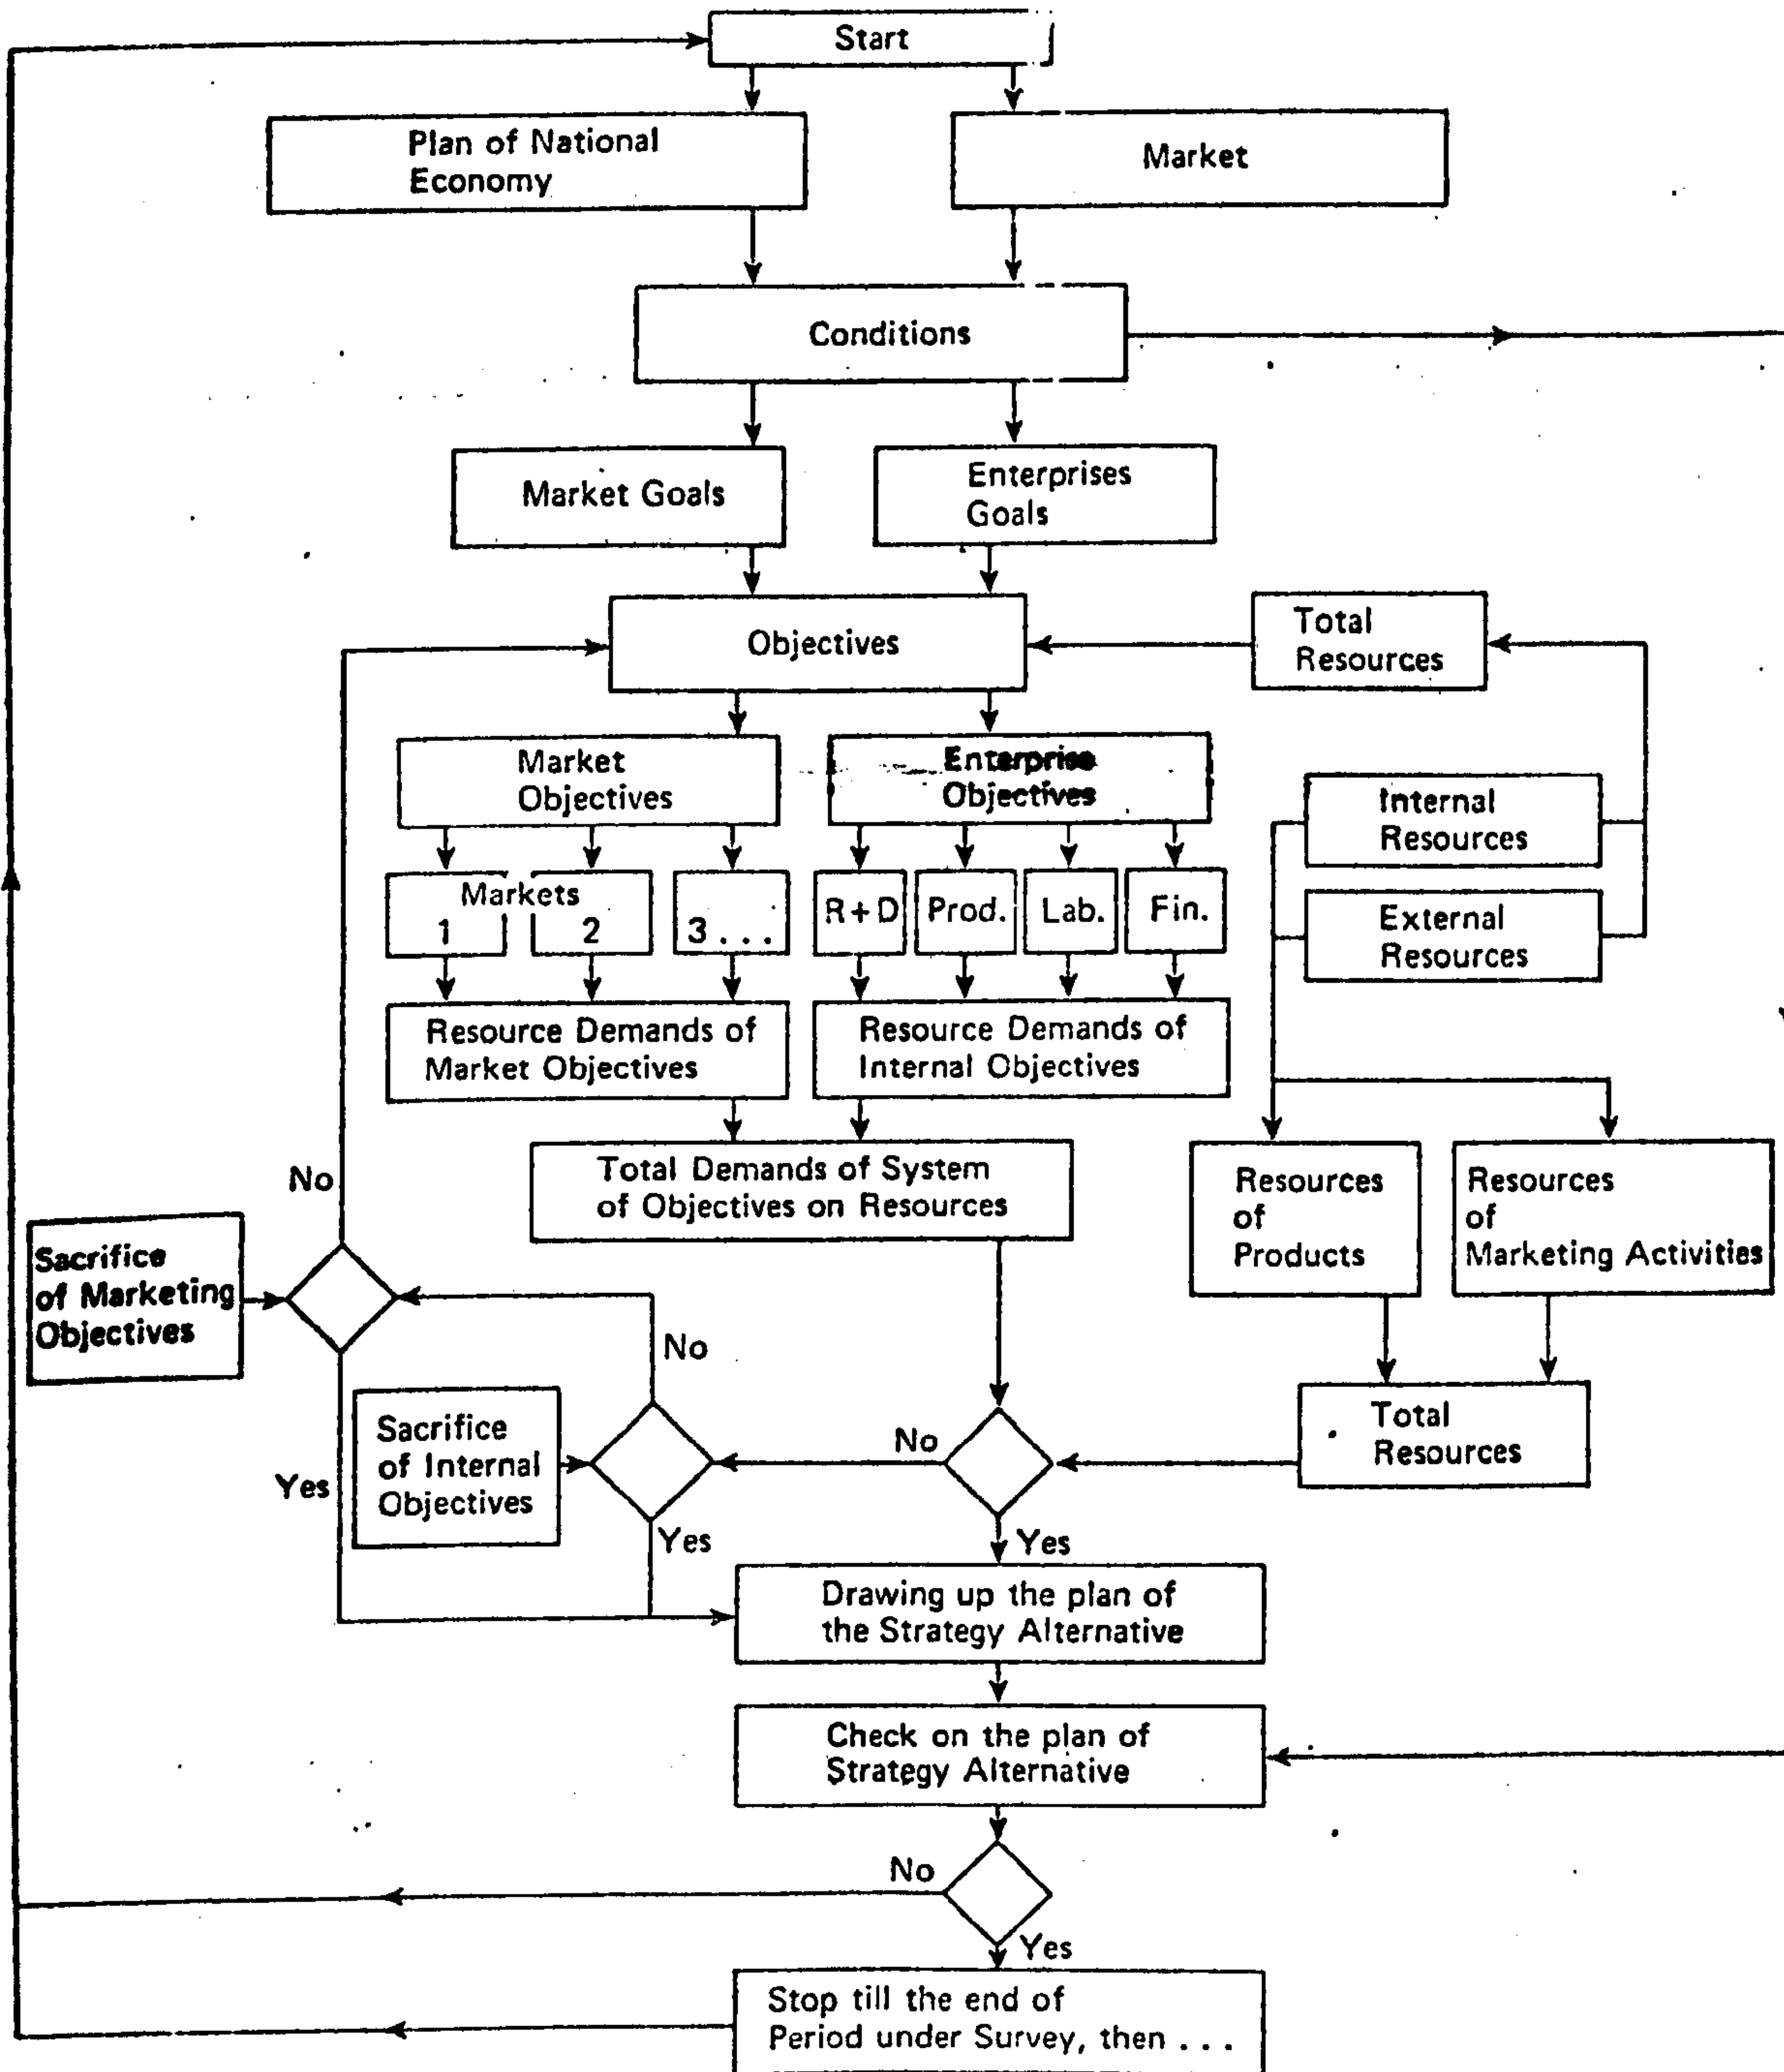 Start
Plan of National
Economy
Market
Conditions
Market Goals
Enterprises
Goals
Objectives
Total
Resources
Market
Objectives
Enterprise
Objectives
Internal
Resources
External
Resources
Markets
1
2
3 . . .
R + D
Prod.
Lab.
Fin.
Resource Demands of
Market Objectives
Resource Demands of
Internal Objectives
Total Demands of System
of Objectives on Resources
Resources
of
Products
Resources
of
Marketing Activities
No
Sacrifice
of Marketing
Objectives
No
Sacrifice
of Internal
Objectives
No
Total
Resources
Yes
Yes
Yes
Drawing up the plan of
the Strategy Alternative
Check on the plan of
Strategy Alternative
No
Yes
Stop till the end of
Period under Survey, then . . .